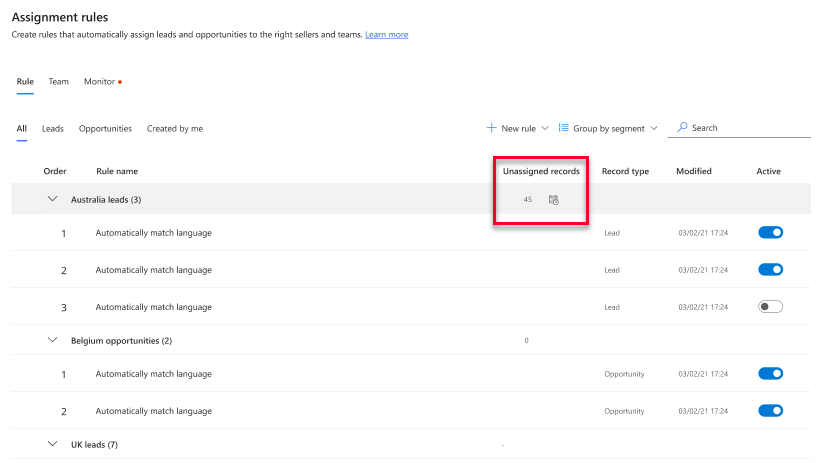 Assignment rules
Create rules that automatically assign leads and opportunities to the right sellers and teams. Learn more
Rule Team Monitor
All Leads Opportunities Created by me New rule Group by segment Search
Order Rule name Unassigned records Record type Modified Active
Australia leads (3) 45
1 Automatically match language Lead 03/02/21 17:24
2 Automatically match language Lead 03/02/21 17:24
3 Automatically match language Lead 03/02/21 17:24
Belgium opportunities (2) 0
1 Automatically match language Opportunity 03/02/21 17:24
2 Automatically match language Opportunity 03/02/21 17:24
UK leads (7) -